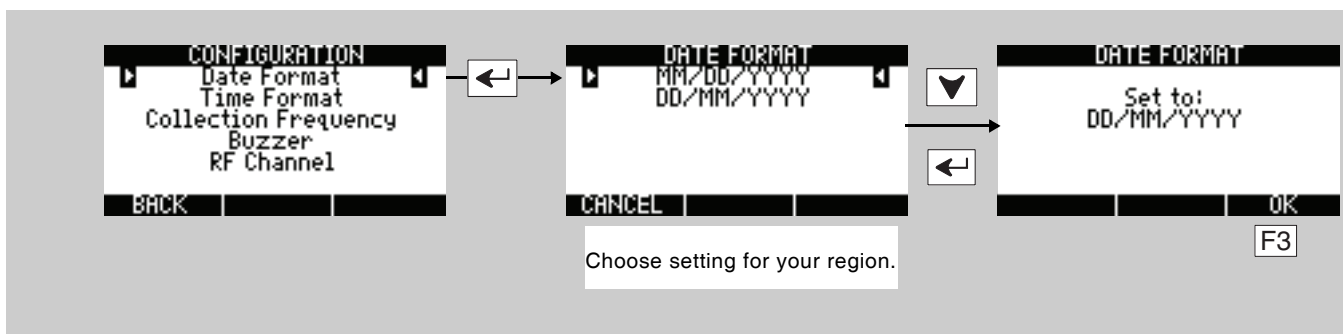 CONFIGURATION
Date Format
Time Format
Collection Frequency
Buzzer
RF Channel
BACK
DATE FORMAT
MM/DD/YYYY
DD/MM/YYYY
CANCEL
Choose setting for your region.
DATE FORMAT
Set to:
DD/MM/YYYY
OK
F3